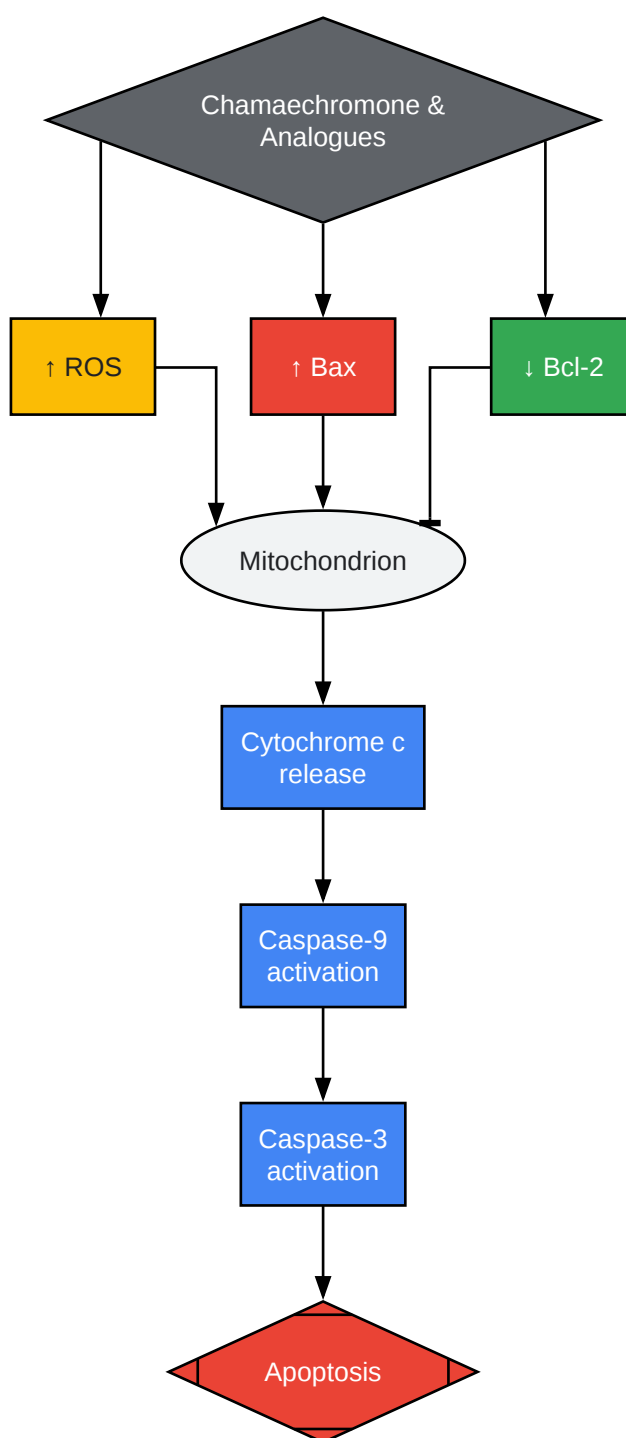 Chamaechromone &
Analogues
↑ ROS
↑ Bax
↓ Bcl-2
Mitochondrion
Cytochrome c
release
Caspase-9
activation
Caspase-3
activation
Apoptosis